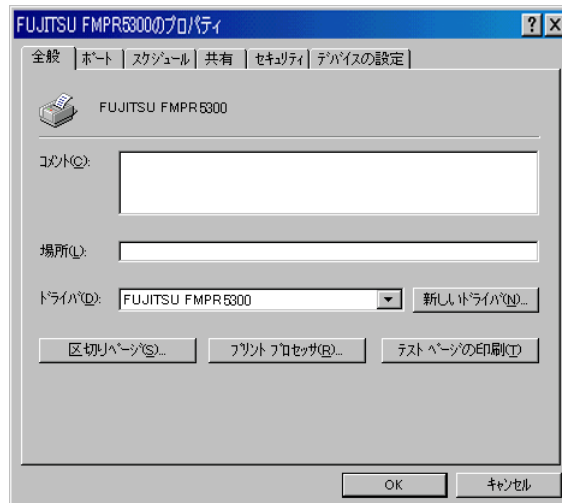 FUJITSU FMPR5300のプロパティ
全般 ポート スケジュール 共有 セキュリティ デバイスの設定
FUJITSU FMPR5300
コメント(C):
場所(L):
ドライバ(D): FUJITSU FMPR5300 新しいドライバ(N)...
区切りページ(S)... プリント プロセッサ(R)... テスト ページの印刷(T)
OK キャンセル